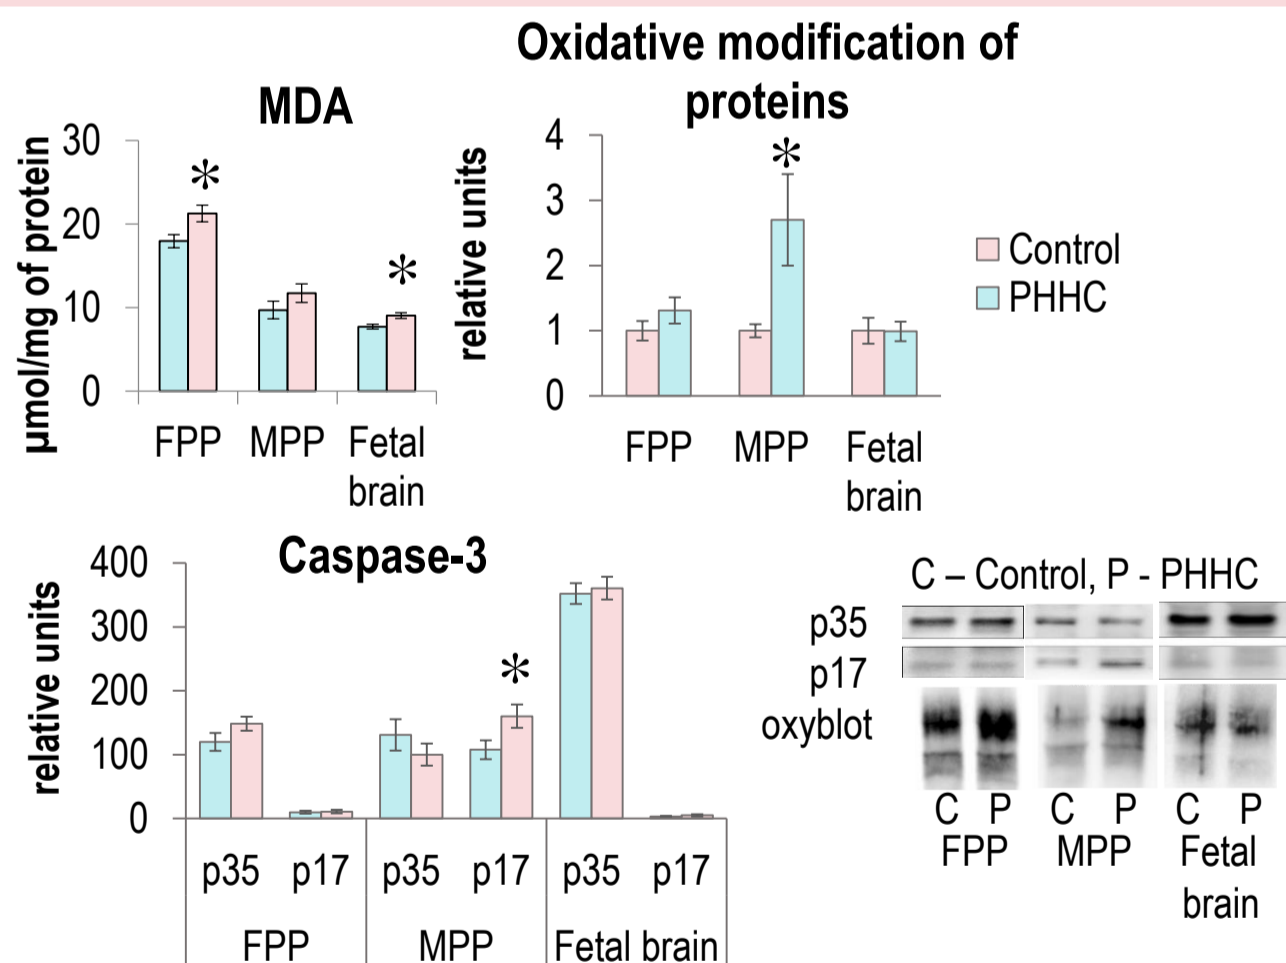 Oxidative modification of
proteins
MDA
µmol/mg of protein
30
20
10
0
*
*
FPP MPP Fetal
brain
relative units
4
3
2
1
0
*
FPP MPP Fetal
brain
Control
PHHC
Caspase-3
relative units
400
300
200
100
0
*
p35 p17 p35 p17 p35 p17
FPP MPP Fetal brain
C – Control, P - PHHC
p35
p17
oxyblot
C P C P C P
FPP MPP Fetal
brain